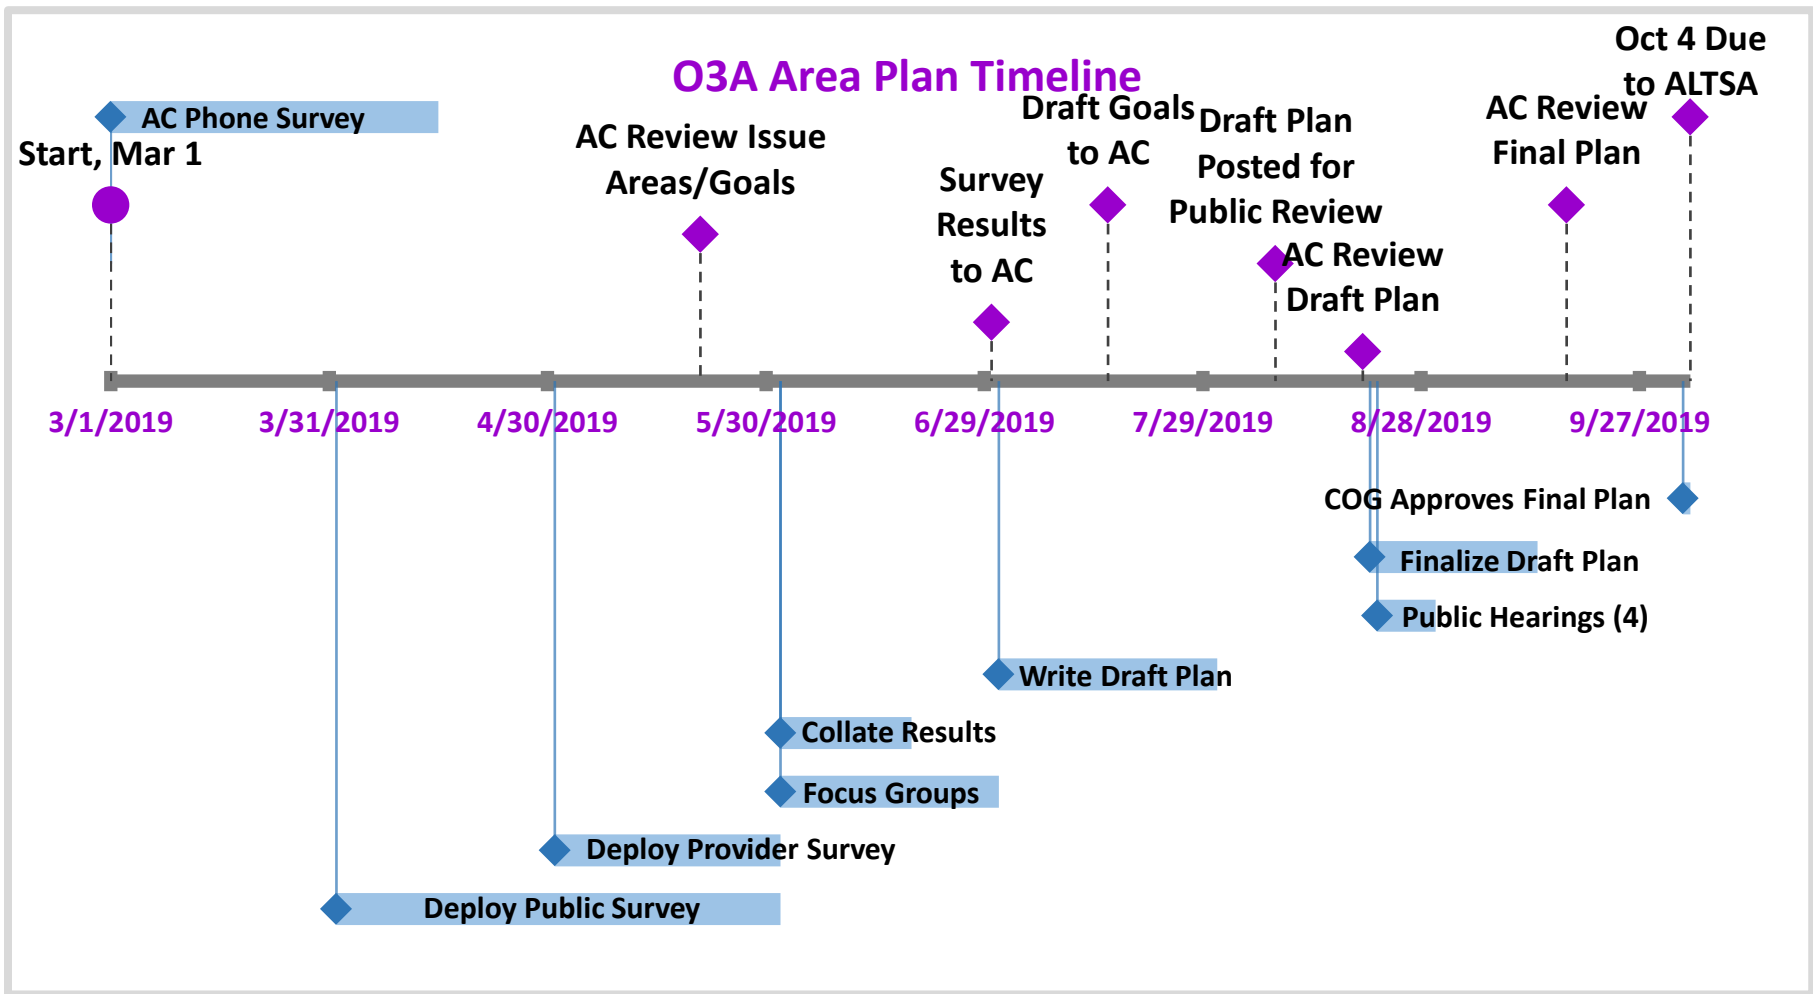 O3A Area Plan Timeline
Oct 4 Due
to ALTSA
AC Phone Survey
Start, Mar 1
AC Review Issue
Areas/Goals
Survey
Results
to AC
Draft Goals
to AC
Draft Plan
Posted for
Public Review
AC Review
Draft Plan
AC Review
Final Plan
3/1/2019
3/31/2019
4/30/2019
5/30/2019
6/29/2019
7/29/2019
8/28/2019
9/27/2019
COG Approves Final Plan
Finalize Draft Plan
Public Hearings (4)
Write Draft Plan
Collate Results
Focus Groups
Deploy Provider Survey
Deploy Public Survey